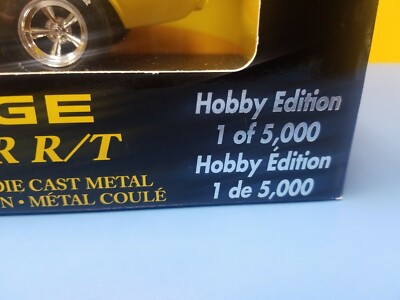 GE
R R/T
DIE CAST METAL
N • MÉTAL COULÉ
Hobby Edition
1 of 5,000
Hobby Édition
1 de 5,000